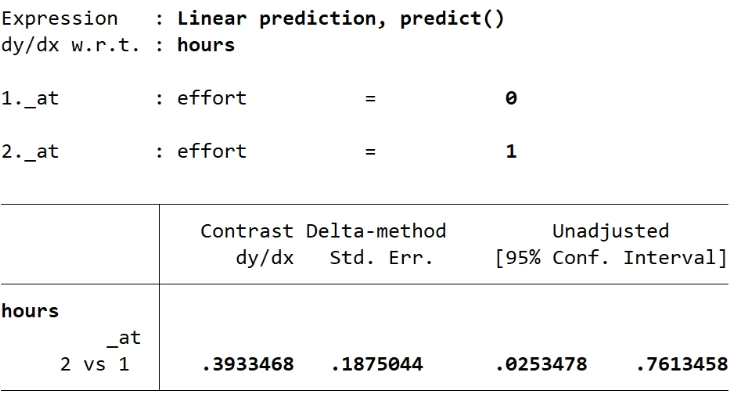 Expression   : Linear prediction, predict()
dy/dx w.r.t. : hours
1._at        : effort          =           0
2._at        : effort          =           1
Contrast Delta-method         Unadjusted
dy/dx   Std. Err.     [95% Conf. Interval]
hours
_at
2 vs 1     .3933468   .1875044      .0253478    .7613458